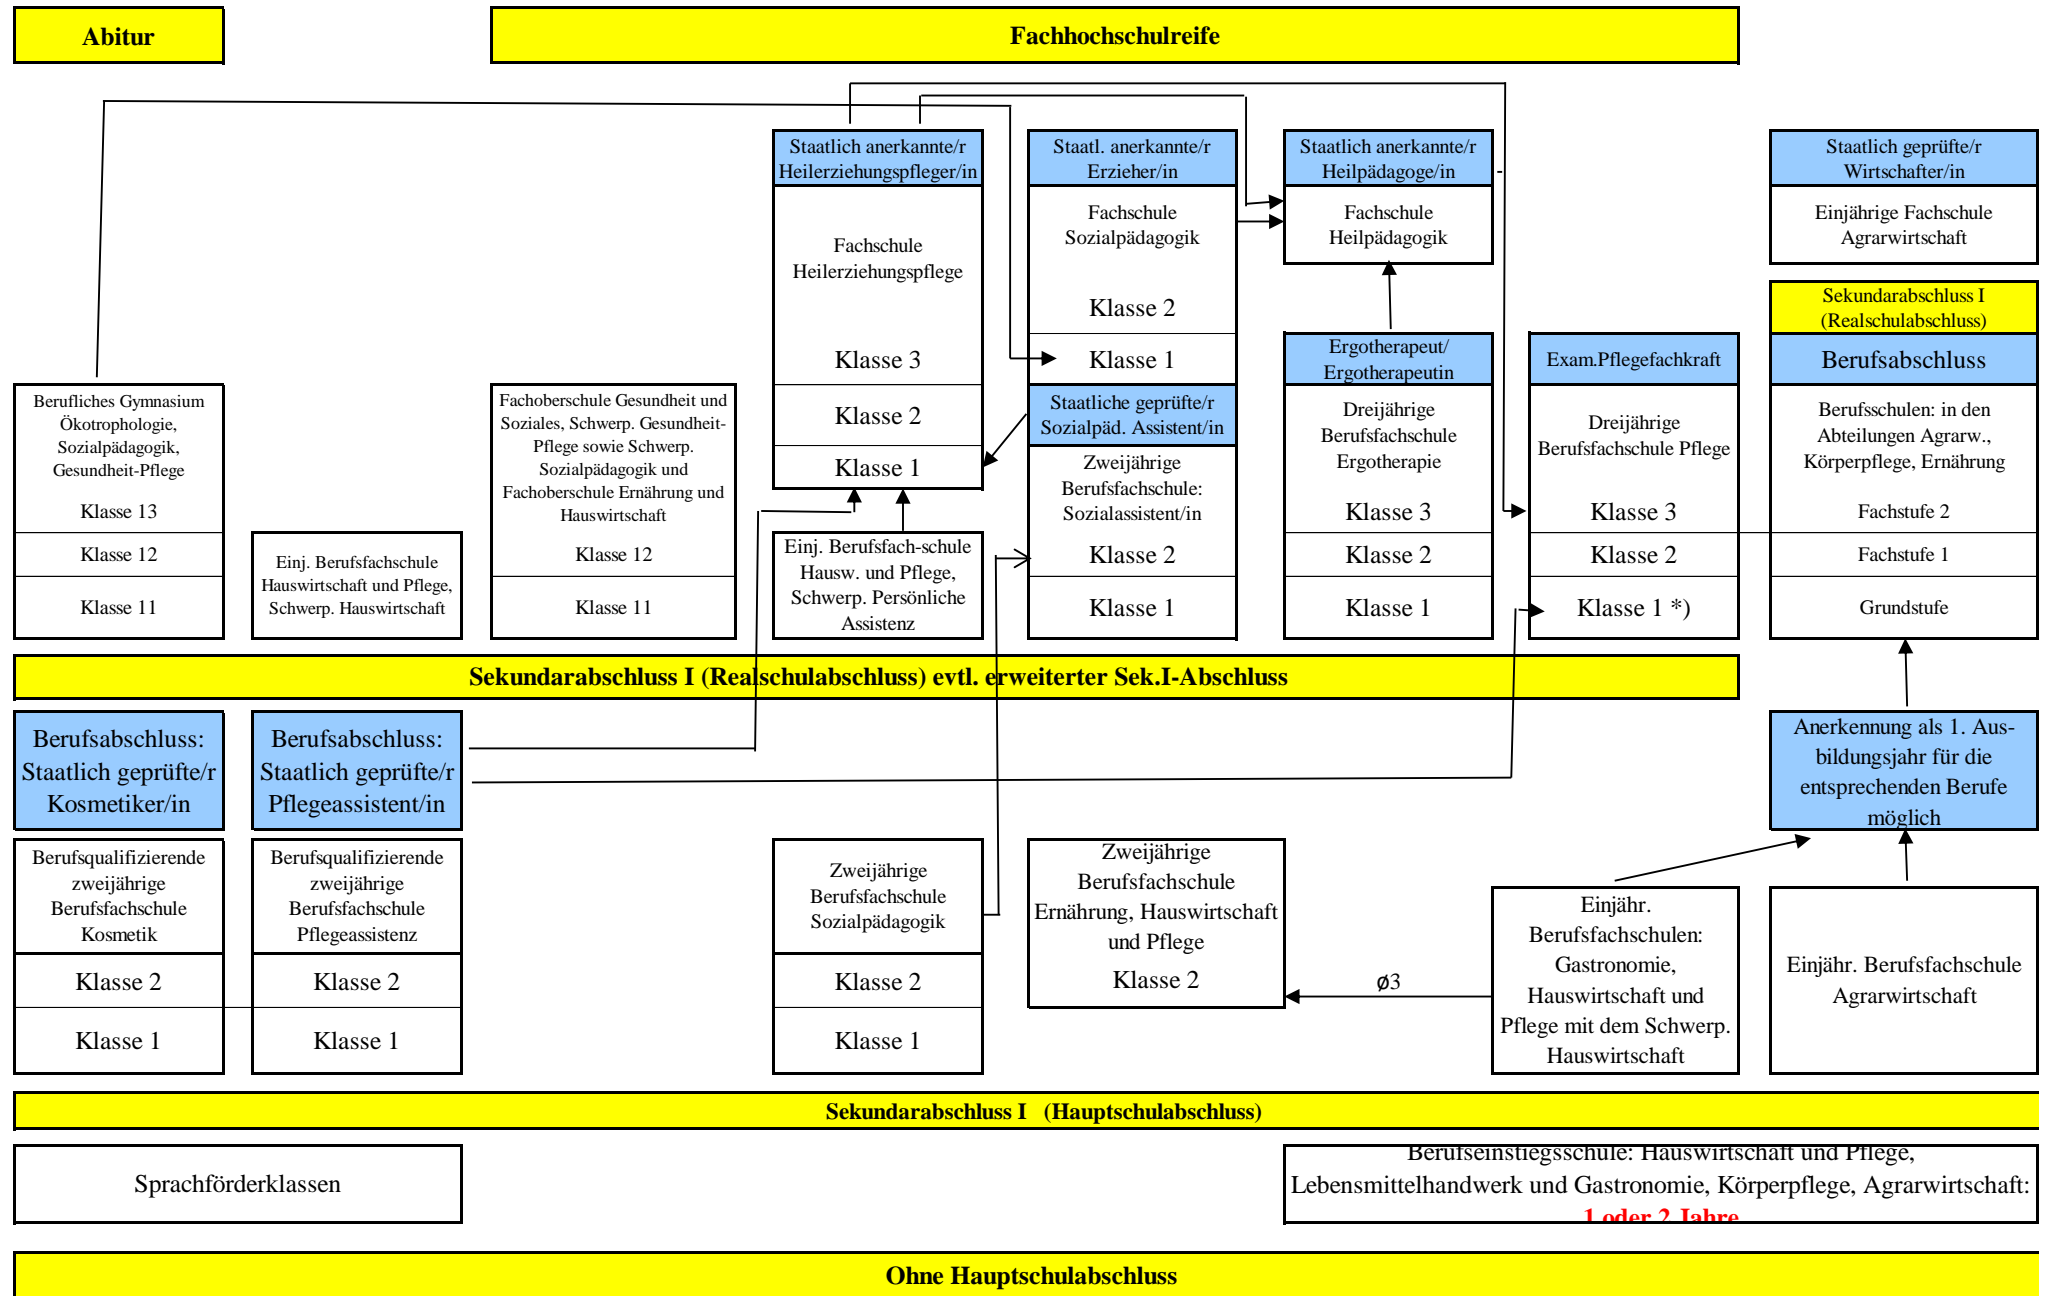 Abitur
Fachhochschulreife
Staatlich anerkannte/r
Heilerziehungspfleger/in
Staatl. anerkannte/r
Erzieher/in
Staatlich anerkannte/r
Heilpädagoge/in
-
Staatlich geprüfte/r
Wirtschafter/in
Fachschule
Heilerziehungspflege
Klasse 3
Klasse 2
Klasse 1
Fachschule
Sozialpädagogik
Klasse 2
Klasse 1
Fachschule
Heilpädagogik
Einjährige Fachschule
Agrarwirtschaft
Sekundarabschluss I
(Realschulabschluss)
Ergotherapeut/
Ergotherapeutin
Exam.Pflegefachkraft
Berufsabschluss
Berufliches Gymnasium
Ökotrophologie,
Sozialpädagogik,
Gesundheit-Pflege
Klasse 13
Klasse 12
Klasse 11
Einj. Berufsfachschule
Hauswirtschaft und Pflege,
Schwerp. Hauswirtschaft
Fachoberschule Gesundheit und
Soziales, Schwerp. Gesundheit-
Pflege sowie Schwerp.
Sozialpädagogik und
Fachoberschule Ernährung und
Hauswirtschaft
Klasse 12
Klasse 11
Einj. Berufsfach-schule
Hausw. und Pflege,
Schwerp. Persönliche
Assistenz
Staatliche geprüfte/r
Sozialpäd. Assistent/in
Zweijährige
Berufsfachschule:
Sozialassistent/in
Klasse 2
Klasse 1
Dreijährige
Berufsfachschule
Ergotherapie
Klasse 3
Klasse 2
Klasse 1
Dreijährige
Berufsfachschule Pflege
Klasse 3
Klasse 2
Klasse 1 *)
Berufsschulen: in den
Abteilungen Agrarw.,
Körperpflege, Ernährung
Fachstufe 2
Fachstufe 1
Grundstufe
Sekundarabschluss I (Realschulabschluss) evtl. erweiterter Sek.I-Abschluss
Berufsabschluss:
Staatlich geprüfte/r
Kosmetiker/in
Berufsabschluss:
Staatlich geprüfte/r
Pflegeassistent/in
Anerkennung als 1. Aus-
bildungsjahr für die
entsprechenden Berufe
möglich
Berufsqualifizierende
zweijährige
Berufsfachschule
Kosmetik
Klasse 2
Klasse 1
Berufsqualifizierende
zweijährige
Berufsfachschule
Pflegeassistenz
Klasse 2
Klasse 1
Zweijährige
Berufsfachschule
Sozialpädagogik
Klasse 2
Klasse 1
Zweijährige
Berufsfachschule
Ernährung, Hauswirtschaft
und Pflege
Klasse 2
ø3
Einjähr.
Berufsfachschulen:
Gastronomie,
Hauswirtschaft und
Pflege mit dem Schwerp.
Hauswirtschaft
Einjähr. Berufsfachschule
Agrarwirtschaft
Sekundarabschluss I (Hauptschulabschluss)
Sprachförderklassen
Berufseinstiegsschule: Hauswirtschaft und Pflege,
Lebensmittelhandwerk und Gastronomie, Körperpflege, Agrarwirtschaft:
1 oder 2 Jahre
Ohne Hauptschulabschluss